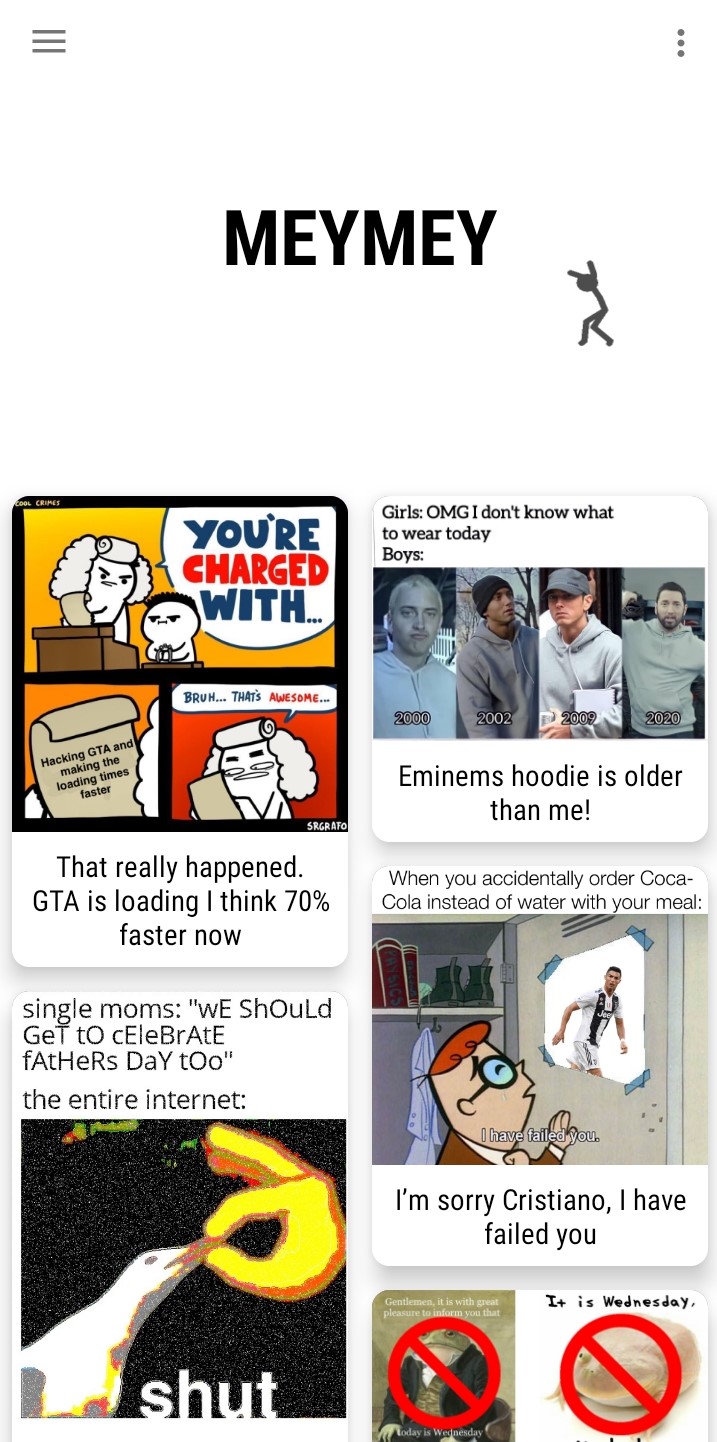 MEYMEY
COOL CRIMES
YOU'RE
CHARGED
WITH...
Hacking GTA and
making the
loading times
faster
BRUH... THAT'S AWESOME...
SRGRAFO
That really happened.
GTA is loading I think 70%
faster now
single moms: "wE ShOuLd
GeT tO cEleBrAtE
fAtHeRs DaY tOo"
the entire internet:
shut
Girls: OMG I don't know what
to wear today
Boys:
2000
2002
2009
2020
Eminems hoodie is older
than me!
When you accidentally order Coca-
Cola instead of water with your meal:
PHYSICS
Jeep
I have failed you.
I’m sorry Cristiano, I have
failed you
Gentlemen, it is with great
pleasure to inform you that
today is Wednesday
It is Wednesday,